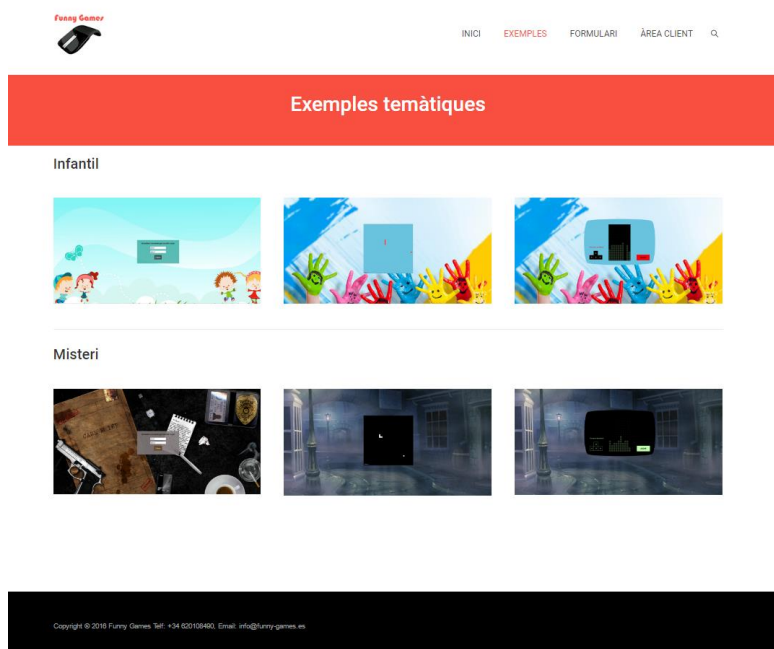 Funny Games
INICI EXEMPLES FORMULARI ÀREA CLIENT
Exemples temàtiques
Infantil
Misteri
Copyright © 2016 Funny Games Telf: +34 620108490, Email: info@funny-games.es